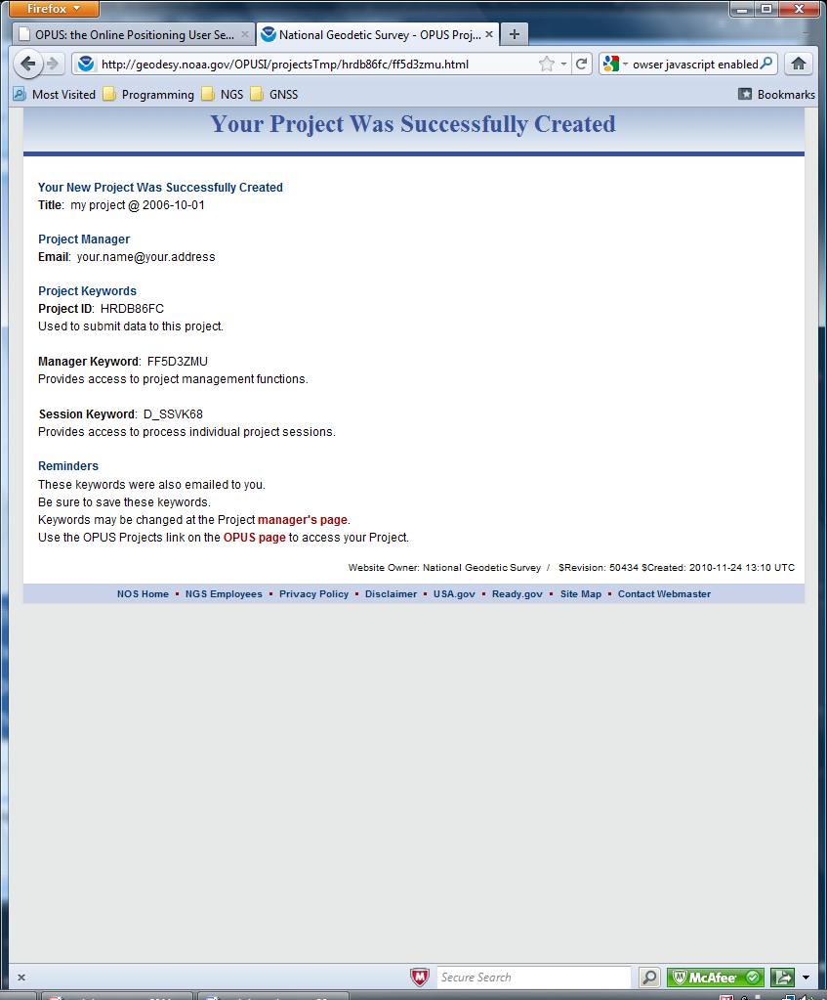 Firefox
OPUS: the Online Positioning User Se...
National Geodetic Survey - OPUS Proj...
http://geodesy.noaa.gov/OPUSI/projectsTmp/hrdb86fc/ff5d3zmu.html
owser javascript enabled
Most Visited
Programming
NGS
GNSS
Bookmarks
Your Project Was Successfully Created
Your New Project Was Successfully Created
Title: my project @ 2006-10-01
Project Manager
Email: your.name@your.address
Project Keywords
Project ID: HRDB86FC
Used to submit data to this project.
Manager Keyword: FF5D3ZMU
Provides access to project management functions.
Session Keyword: D_SSVK68
Provides access to process individual project sessions.
Reminders
These keywords were also emailed to you.
Be sure to save these keywords.
Keywords may be changed at the Project manager's page.
Use the OPUS Projects link on the OPUS page to access your Project.
Website Owner: National Geodetic Survey / $Revision: 50434 $Created: 2010-11-24 13:10 UTC
NOS Home ▪ NGS Employees ▪ Privacy Policy ▪ Disclaimer ▪ USA.gov ▪ Ready.gov ▪ Site Map ▪ Contact Webmaster
Secure Search
McAfee